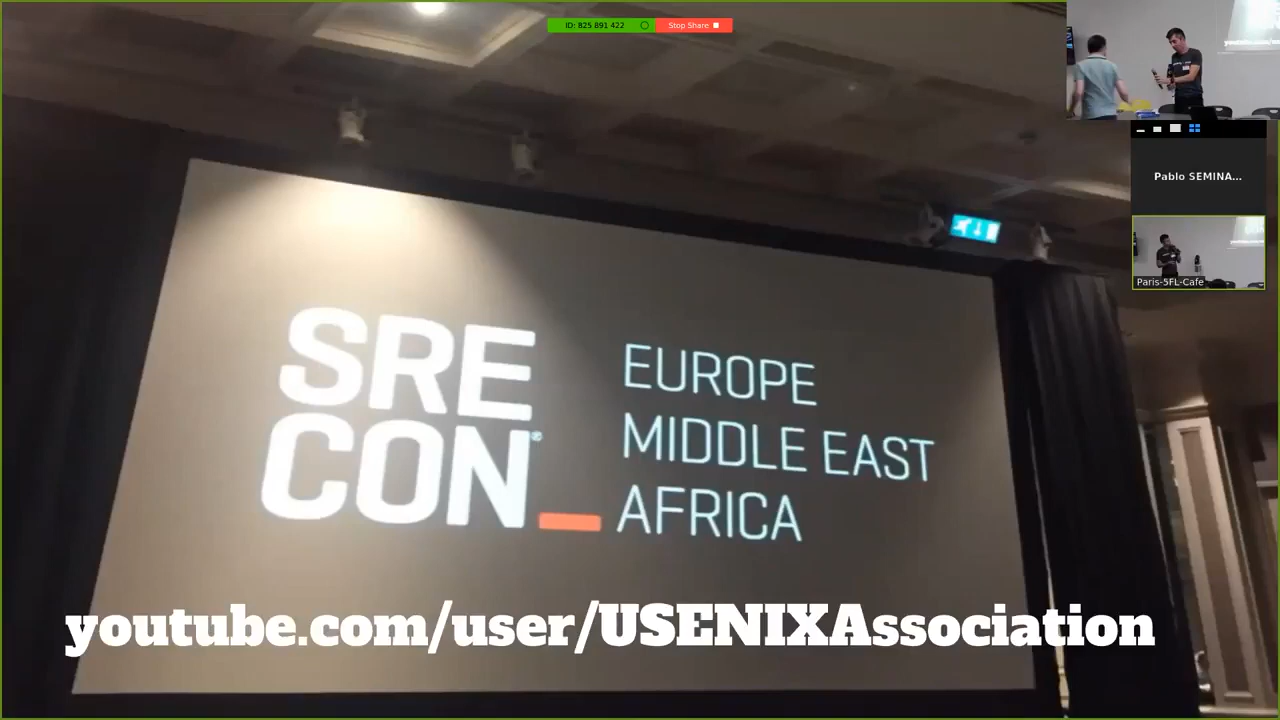 ID: 825 891 422
Stop Share
Pablo SEMINA...
Paris-5FL-Cafe
SRE
CON®_
EUROPE
MIDDLE EAST
AFRICA
youtube.com/user/USENIXAssociation